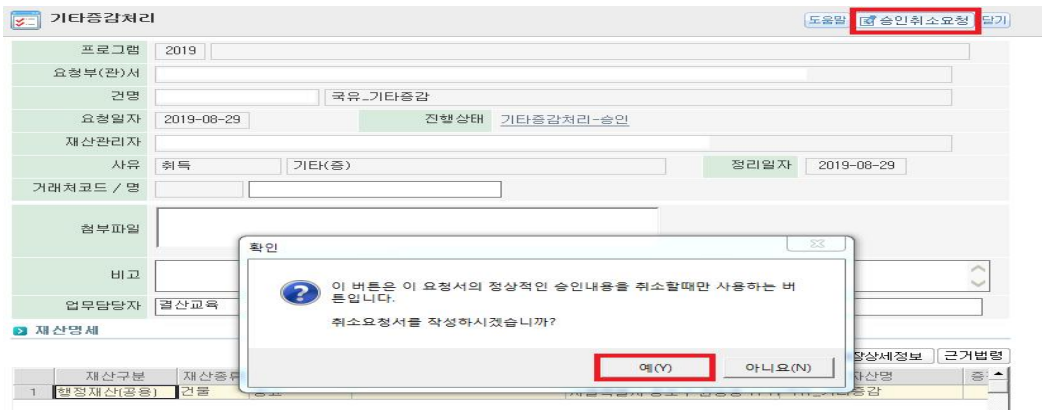 기타증감처리 도움말 승인취소요청 닫기
프로그램 2019
요청부(관)서
건명 국유_기타증감
요청일자 2019-08-29 진행상태 기타증감처리-승인
재산관리자
사유 취득 기타(증) 정리일자 2019-08-29
거래처코드 / 명
첨부파일
확인
이 버튼은 이 요청서의 정상적인 승인내용을 취소할때만 사용하는 버
튼입니다.
비고
취소요청서를 작성하시겠습니까?
업무담당자 결산교육
재산명세
예(Y) 아니요(N)
장상세정보 근거법령
재산구분 재산종류 자산명
1 행정재산(공용) 건물